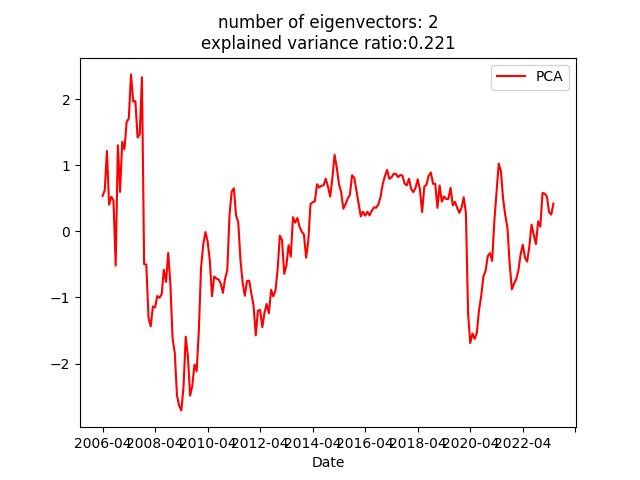 number of eigenvectors: 2
explained variance ratio:0.221
PCA
2
1
0
−1
−2
2006-04 2008-04 2010-04 2012-04 2014-04 2016-04 2018-04 2020-04 2022-04
Date